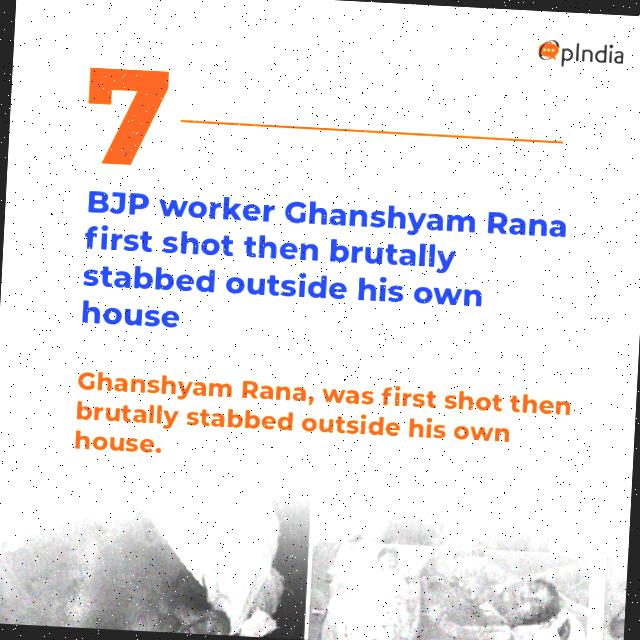 OpIndia
7
BJP worker Ghanshyam Rana
first shot then brutally
stabbed outside his own
house
Ghanshyam Rana, was first shot then
brutally stabbed outside his own
house.